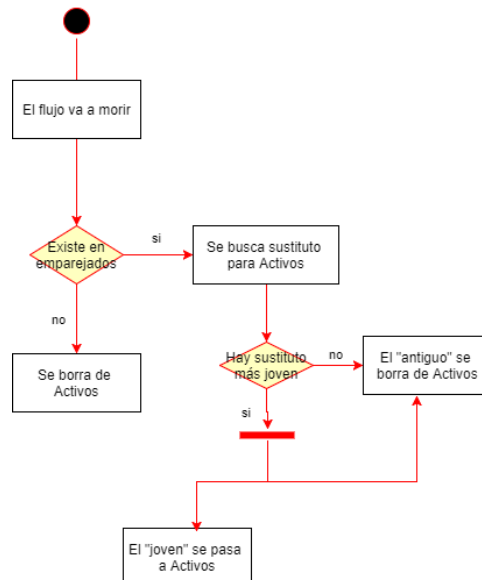 El flujo va a morir
Existe en
emparejados
si
Se busca sustituto
para Activos
no
Se borra de
Activos
Hay sustituto
más joven
no
El "antiguo" se
borra de Activos
si
El "joven" se pasa
a Activos